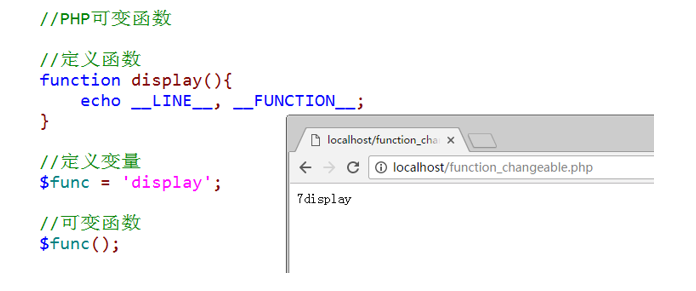 //PHP可变函数
//定义函数
function display(){
    echo __LINE__, __FUNCTION__;
}
//定义变量
$func = 'display';
//可变函数
$func();
localhost/function_cha
localhost/function_changeable.php
7display